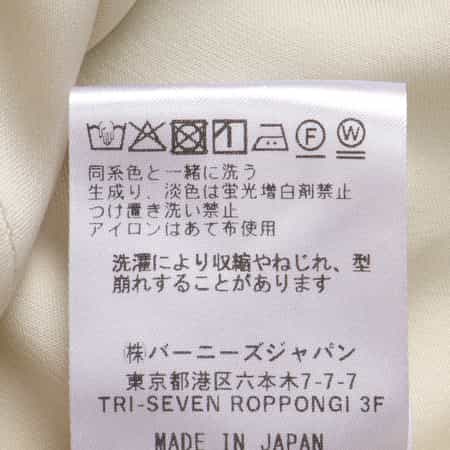 F W
同系色と一緒に洗う
生成り、淡色は蛍光増白剤禁止
つけ置き洗い禁止
アイロンはあて布使用
洗濯により収縮やねじれ、型
崩れすることがあります
㈱バーニーズジャパン
東京都港区六本木7-7-7
TRI-SEVEN ROPPONGI 3F
MADE IN JAPAN